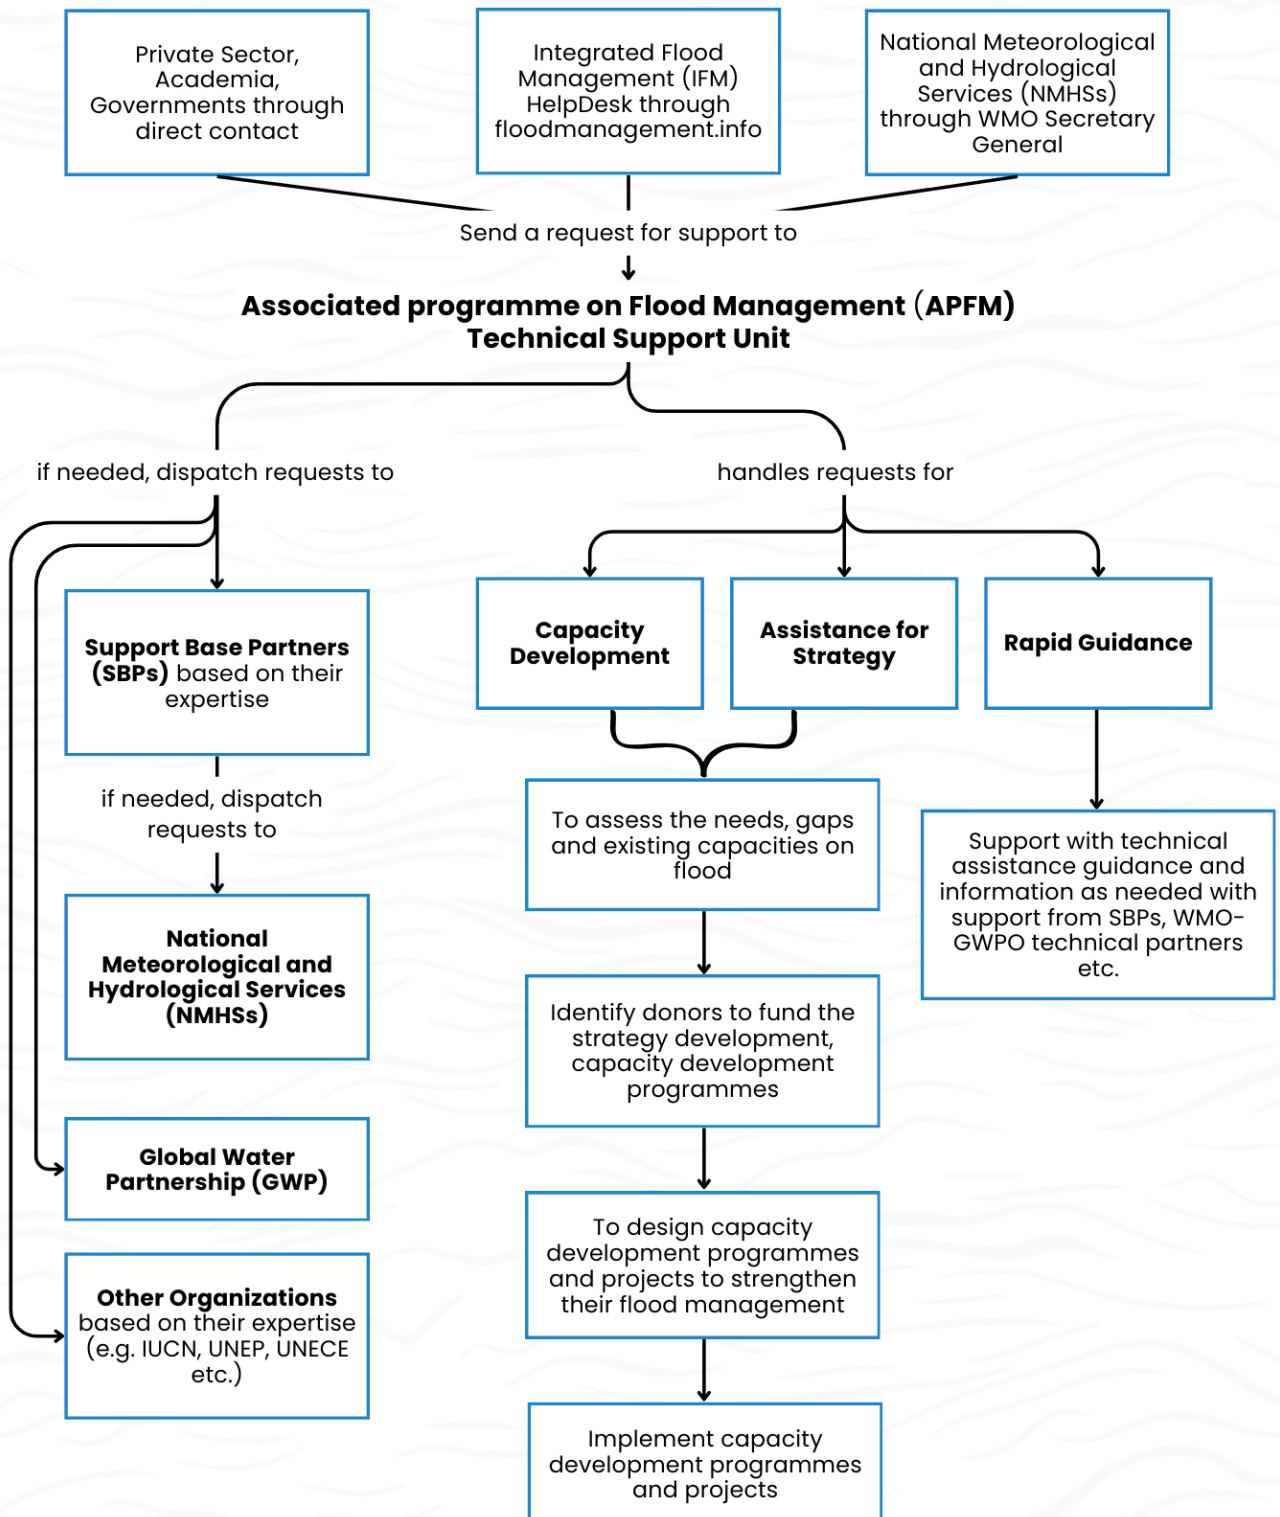 Private Sector,
Academia,
Governments through
direct contact
Integrated Flood
Management (IFM)
HelpDesk through
floodmanagement.info
National Meteorological
and Hydrological
Services (NMHSs)
through WMO Secretary
General
Send a request for support to
Associated programme on Flood Management (APFM)
Technical Support Unit
if needed, dispatch requests to
handles requests for
Support Base Partners
(SBPs) based on their
expertise
if needed, dispatch
requests to
National
Meteorological and
Hydrological Services
(NMHSs)
Global Water
Partnership (GWP)
Other Organizations
based on their expertise
(e.g. IUCN, UNEP, UNECE
etc.)
Capacity
Development
Assistance for
Strategy
Rapid Guidance
To assess the needs, gaps
and existing capacities on
flood
Identify donors to fund the
strategy development,
capacity development
programmes
To design capacity
development programmes
and projects to strengthen
their flood management
Implement capacity
development programmes
and projects
Support with technical
assistance guidance and
information as needed with
support from SBPs, WMO-
GWPO technical partners
etc.